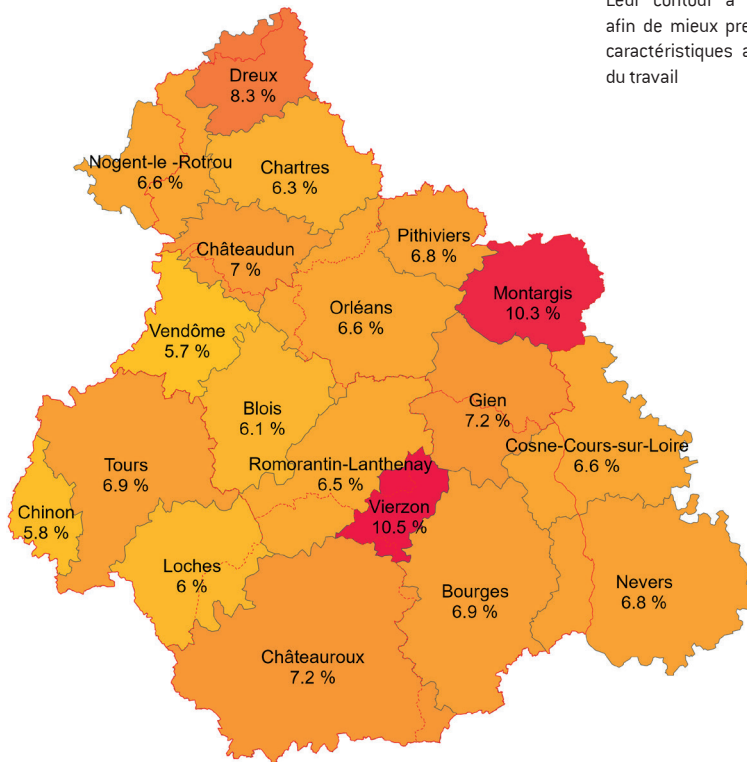 Leur contour a
afin de mieux pre
caractéristiques a
du travail
Dreux
8.3 %
Nogent-le -Rotrou
6.6 %
Chartres
6.3 %
Châteaudun
7 %
Pithiviers
6.8 %
Montargis
10.3 %
Orléans
6.6 %
Vendôme
5.7 %
Blois
6.1 %
Gien
7.2 %
Cosne-Cours-sur-Loire
6.6 %
Tours
6.9 %
Romorantin-Lanthenay
6.5 %
Vierzon
10.5 %
Chinon
5.8 %
Loches
6 %
Bourges
6.9 %
Nevers
6.8 %
Châteauroux
7.2 %